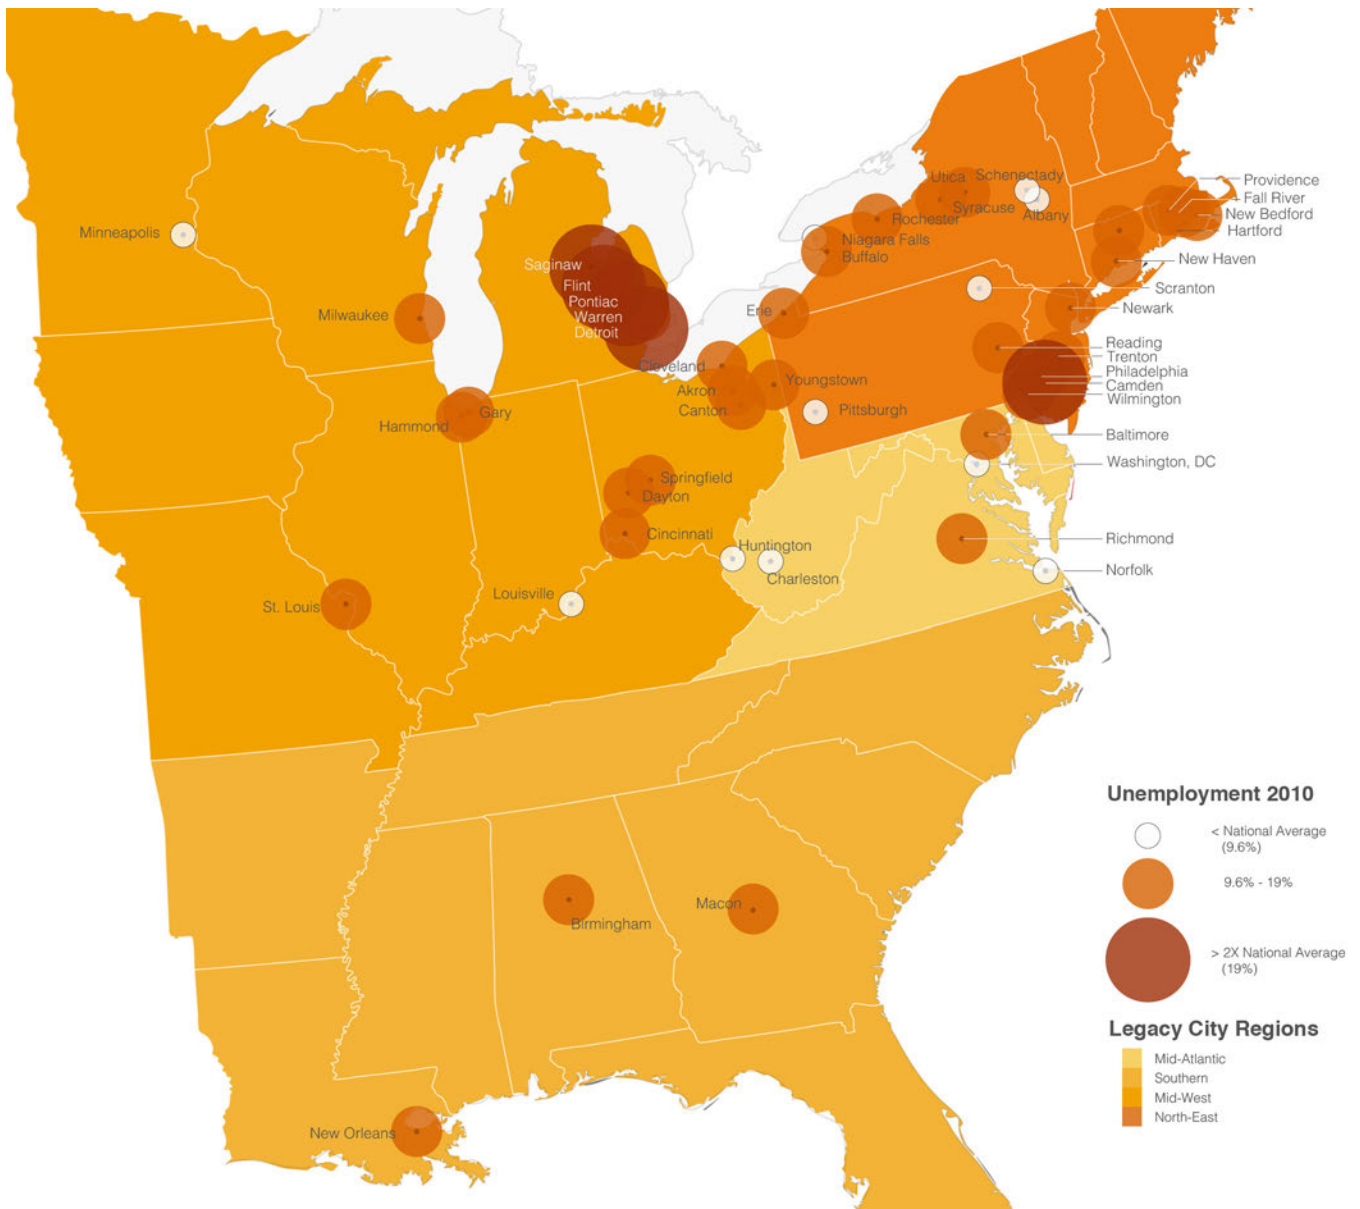 Utica
Schenectady
Providence
Fall River
New Bedford
Hartford
Syracuse
Albany
Rochester
Minneapolis
Niagara Falls
Buffalo
New Haven
Saginaw
Flint
Pontiac
Warren
Detroit
Scranton
Milwaukee
Erie
Newark
Reading
Trenton
Philadelphia
Camden
Wilmington
Cleveland
Akron
Canton
Youngstown
Pittsburgh
Gary
Hammond
Baltimore
Washington, DC
Springfield
Dayton
Cincinnati
Huntington
Charleston
Richmond
Norfolk
Louisville
St. Louis
Macon
Birmingham
New Orleans
Unemployment 2010
< National Average
(9.6%)
9.6% - 19%
> 2X National Average
(19%)
Legacy City Regions
Mid-Atlantic
Southern
Mid-West
North-East